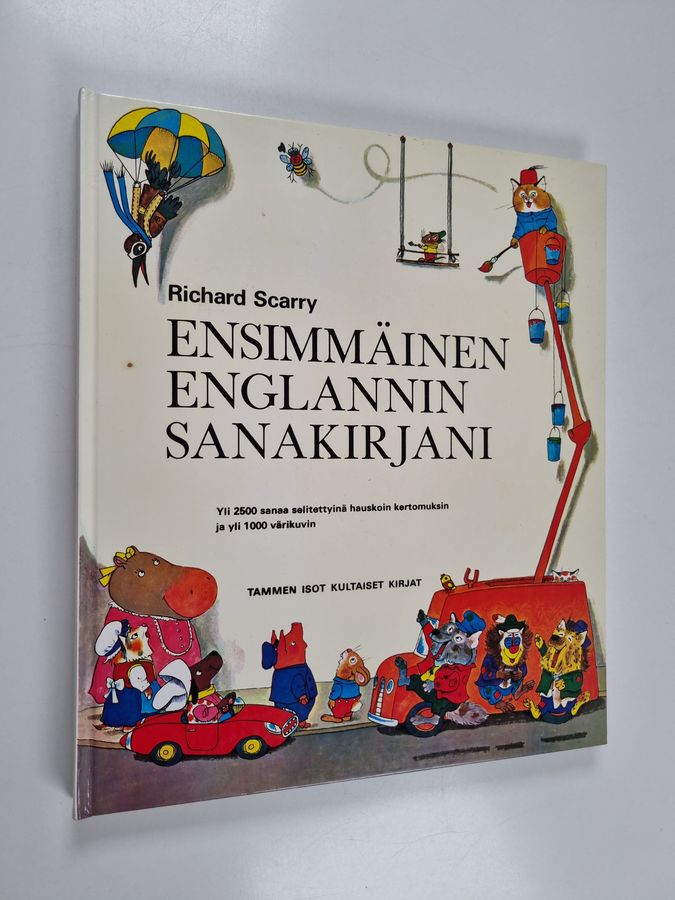 Richard Scarry
ENSIMMÄINEN
ENGLANNIN
SANAKIRJANI
Yli 2500 sanaa selitettyinä hauskoin kertomuksin
ja yli 1000 värikuvin
TAMMEN ISOT KULTAISET KIRJAT